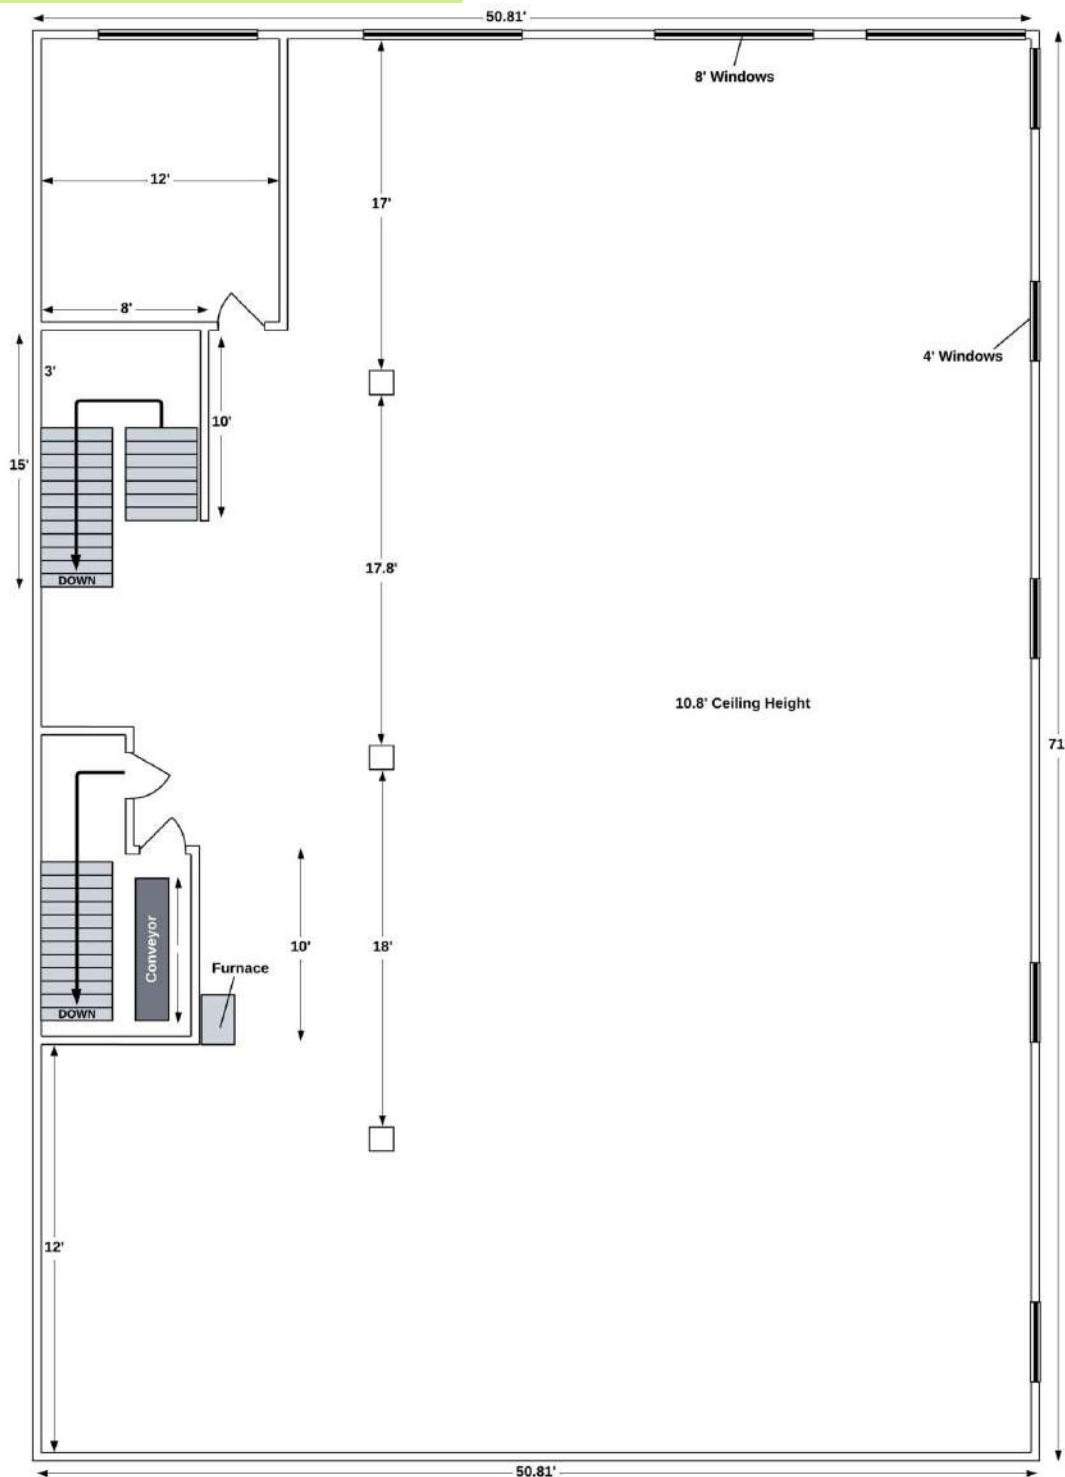 50.81'
8' Windows
12'
17'
8'
4' Windows
3'
10'
15'
17.8'
DOWN
10.8' Ceiling Height
71'
Conveyor
10'
18'
Furnace
DOWN
12'
50.81'